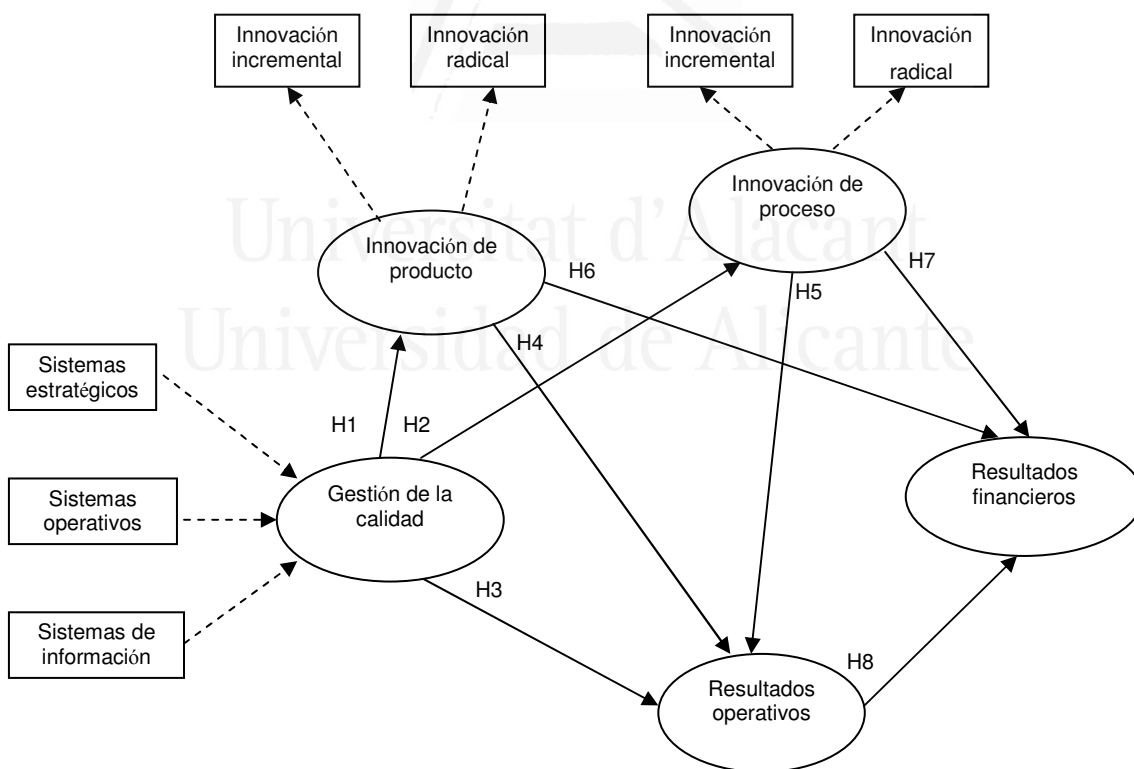 Innovación
incremental
Innovación
radical
Innovación
incremental
Innovación
radical
Innovación de
proceso
Innovación de
producto
H6
H7
H5
Universitat d'Alacant
Universidad de Alicante
H4
Sistemas
estratégicos
H1
H2
Sistemas
operativos
Gestión de la
calidad
Resultados
financieros
H3
Sistemas de
información
H8
Resultados
operativos